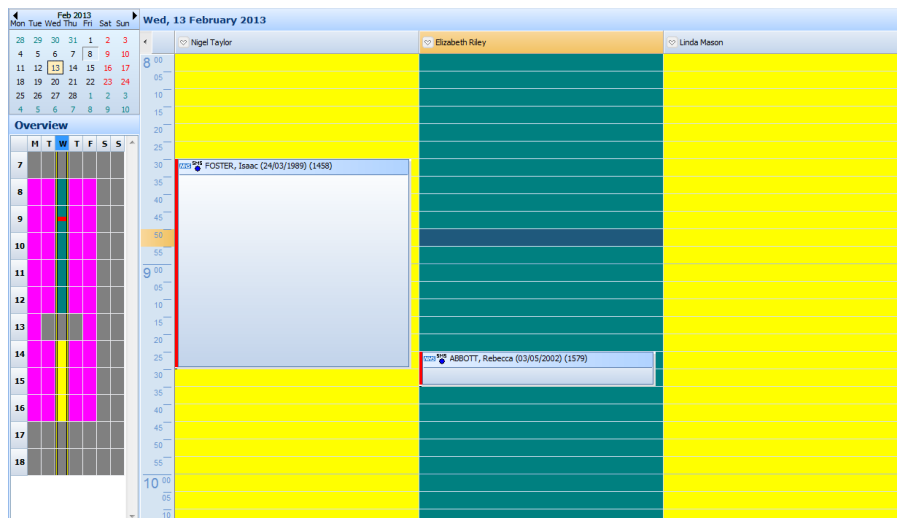 Feb 2013
Mon Tue Wed Thu Fri Sat Sun
28 29 30 31 1 2 3
4 5 6 7 8 9 10
11 12 13 14 15 16 17
18 19 20 21 22 23 24
25 26 27 28 1 2 3
4 5 6 7 8 9 10
Overview
M T W T F S S
7
8
9
10
11
12
13
14
15
16
17
18
Wed, 13 February 2013
Nigel Taylor
Elizabeth Riley
Linda Mason
8 00
05
10
15
20
25
30
NHS SHS FOSTER, Isaac (24/03/1989) (1458)
35
40
45
50
55
9 00
05
10
15
20
25
NHS SHS ABBOTT, Rebecca (03/05/2002) (1579)
30
35
40
45
50
55
10 00
05
10